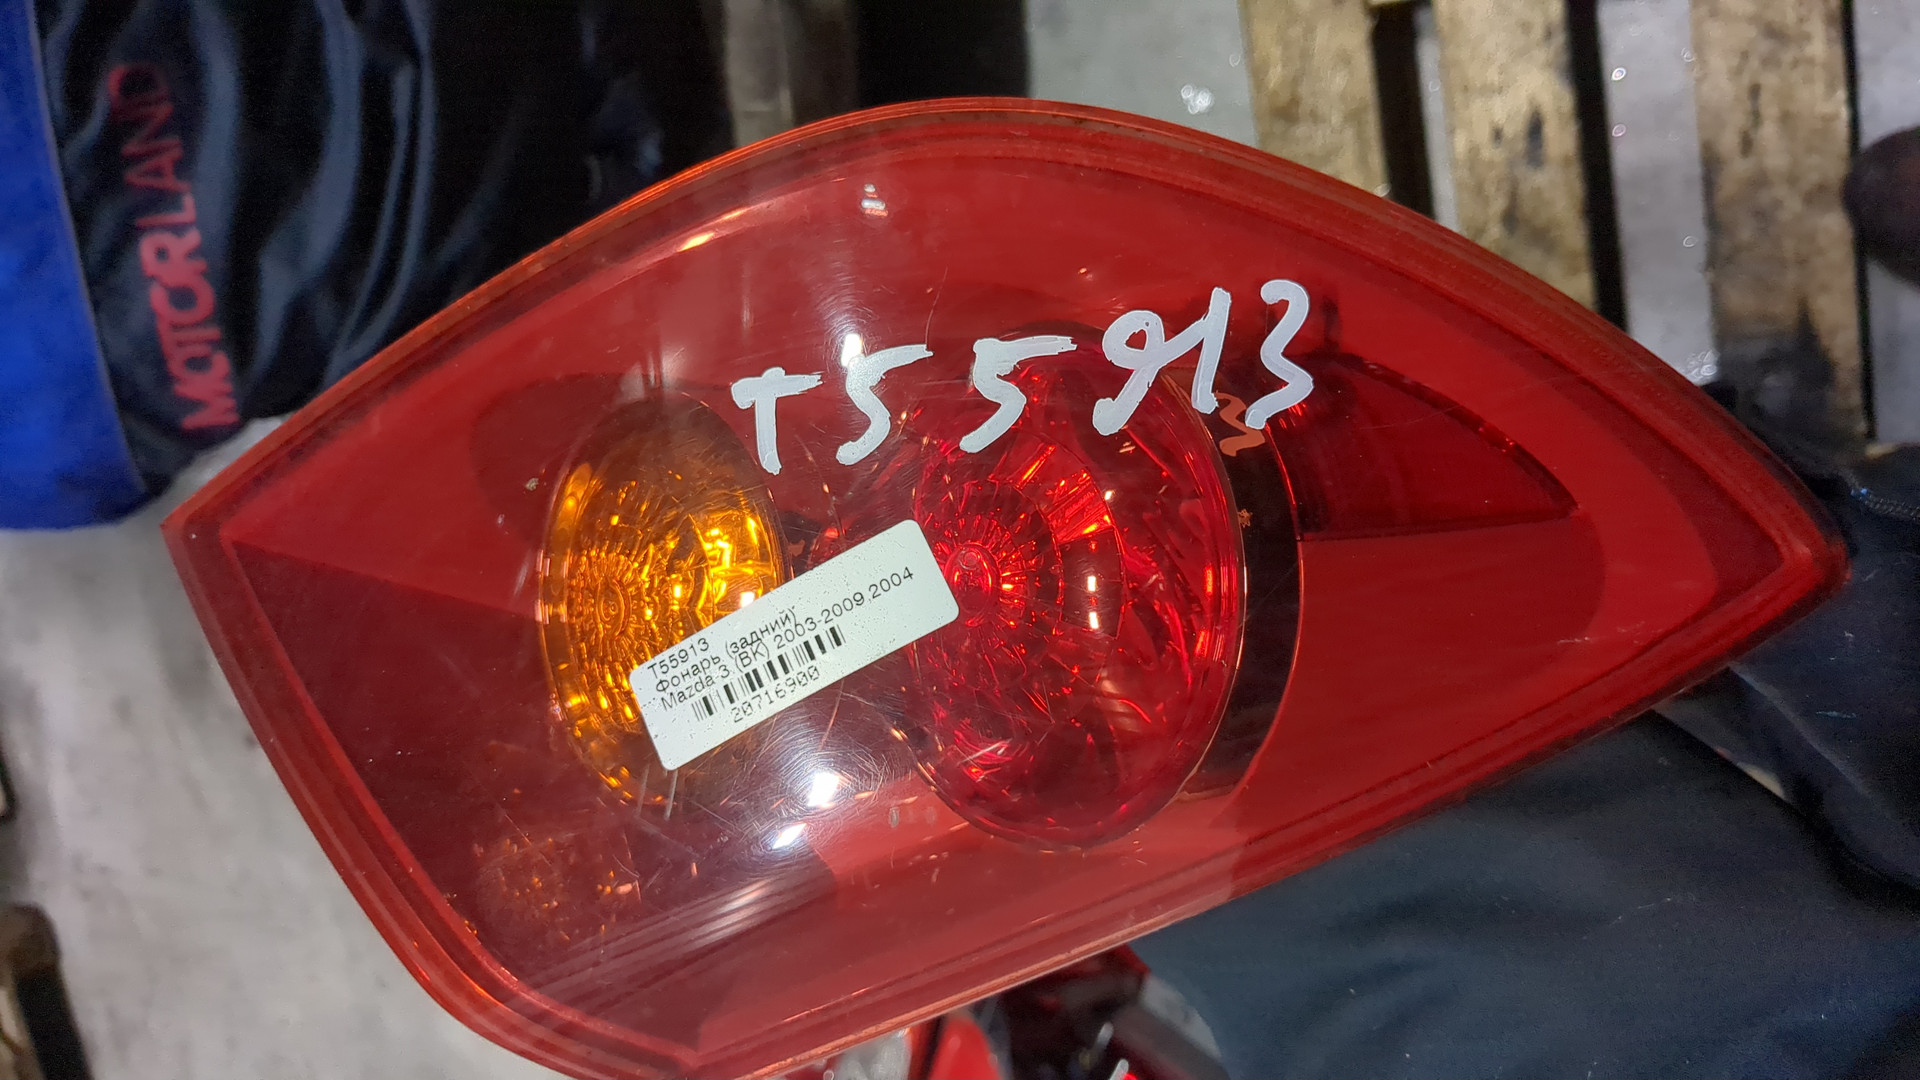 MOTORLAND
T55913
T55913
Фонарь (задний)
Mazda 3 (BK) 2003-2009,2004
20716900